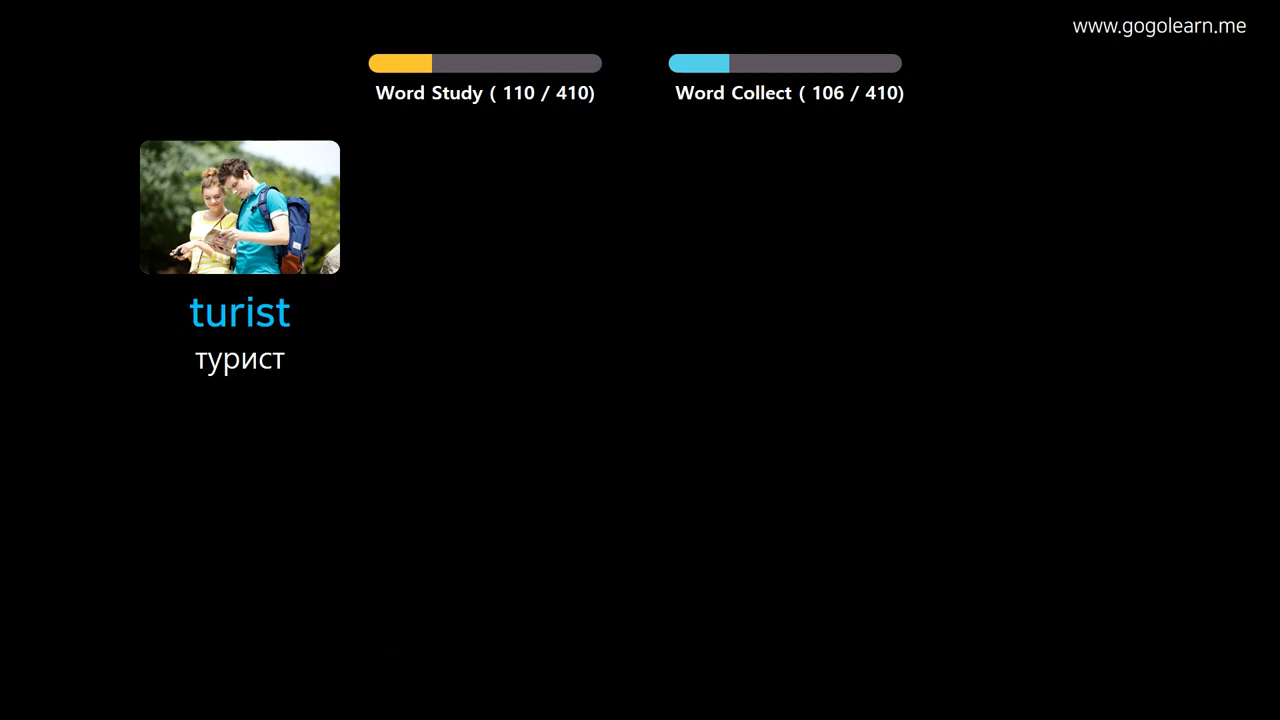 www.gogolearn.me
Word Study ( 110 / 410)
Word Collect ( 106 / 410)
turist
турист